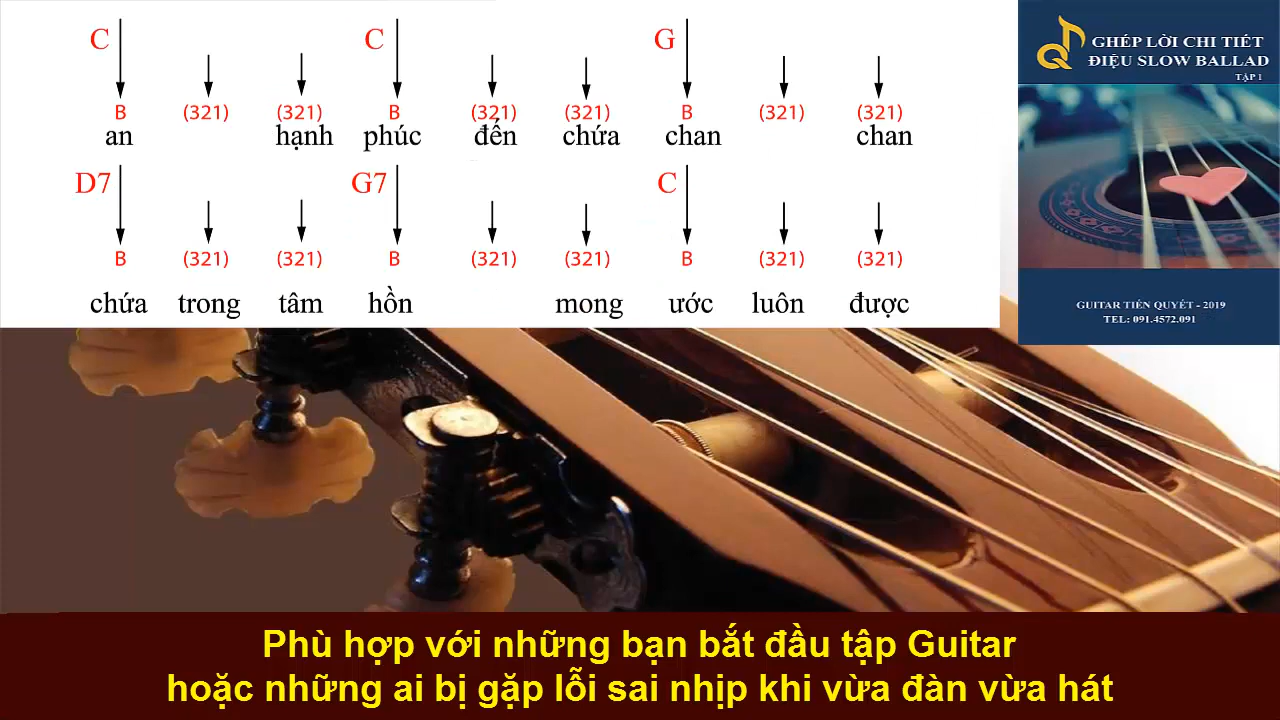 C C G
B (321) (321) B (321) (321) B (321) (321)
an hạnh phúc đến chứa chan chan
D7 G7 C
B (321) (321) B (321) (321) B (321) (321)
chứa trong tâm hồn mong ước luôn được
GHÉP LỜI CHI TIẾT
ĐIỆU SLOW BALLAD
TẬP 1
GUITAR TIẾN QUYẾT - 2019
TEL: 091.4572.091
Phù hợp với những bạn bắt đầu tập Guitar
hoặc những ai bị gặp lỗi sai nhịp khi vừa đàn vừa hát